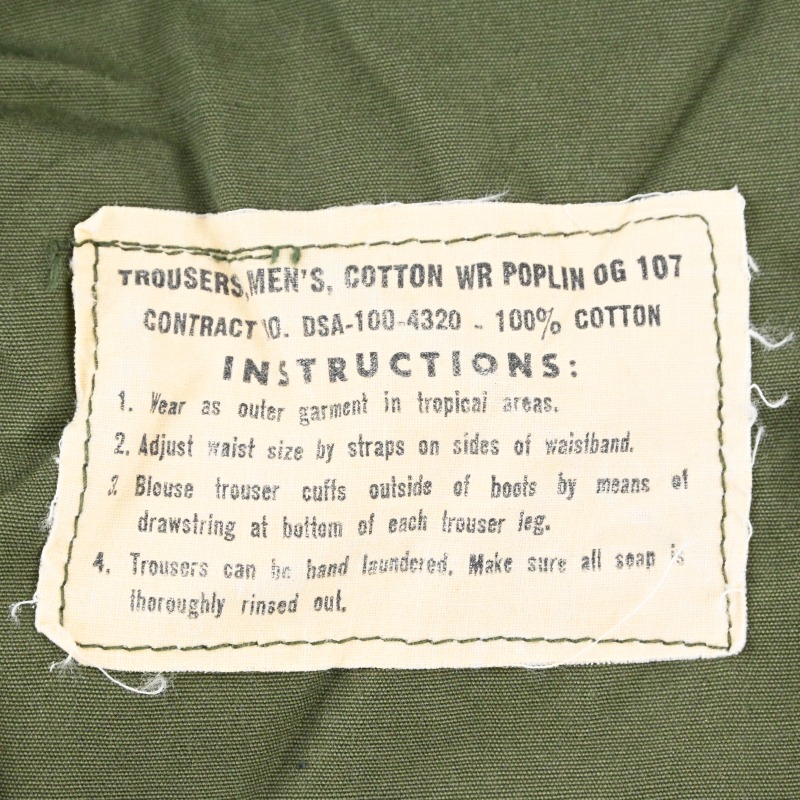 TROUSERS, MEN'S, COTTON WR POPLIN OG 107
CONTRACT NO. DSA-100-4320 - 100% COTTON
INSTRUCTIONS:
1. Wear as outer garment in tropical areas.
2. Adjust waist size by straps on sides of waistband.
3. Blouse trouser cuffs outside of boots by means of
drawstring at bottom of each trouser leg.
4. Trousers can be hand laundered. Make sure all soap is
thoroughly rinsed out.